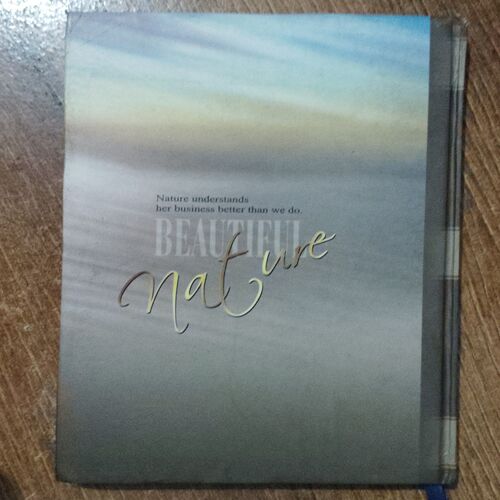 Nature understands
her business better than we do.
BEAUTIFUL
nature